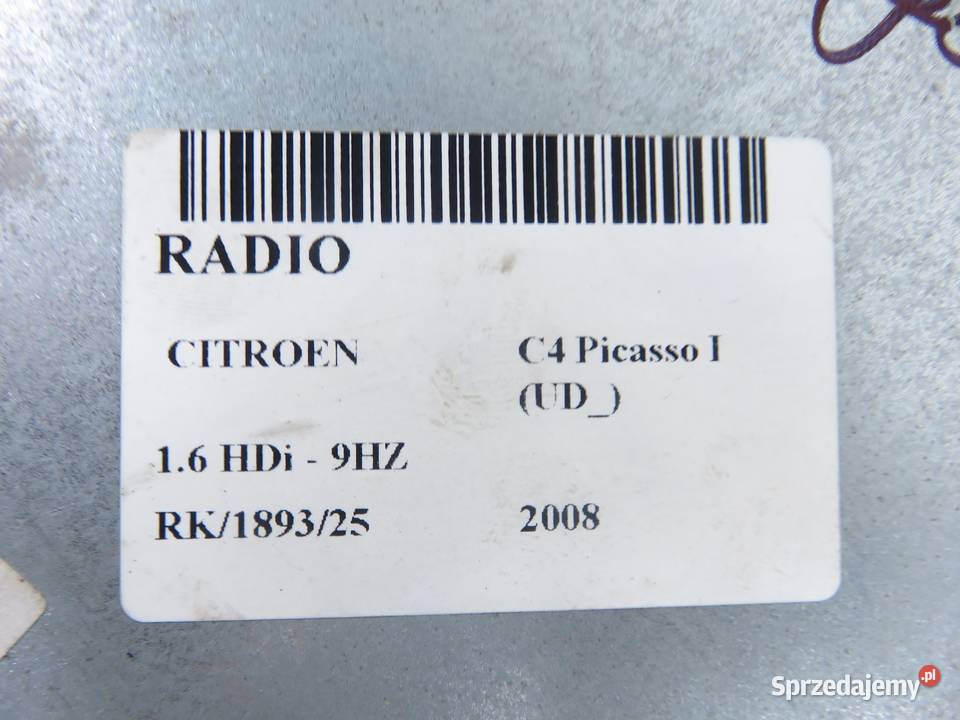 RADIO
CITROEN C4 Picasso I
(UD_)
1.6 HDi - 9HZ
RK/1893/25 2008
Sprzedajemy.pl